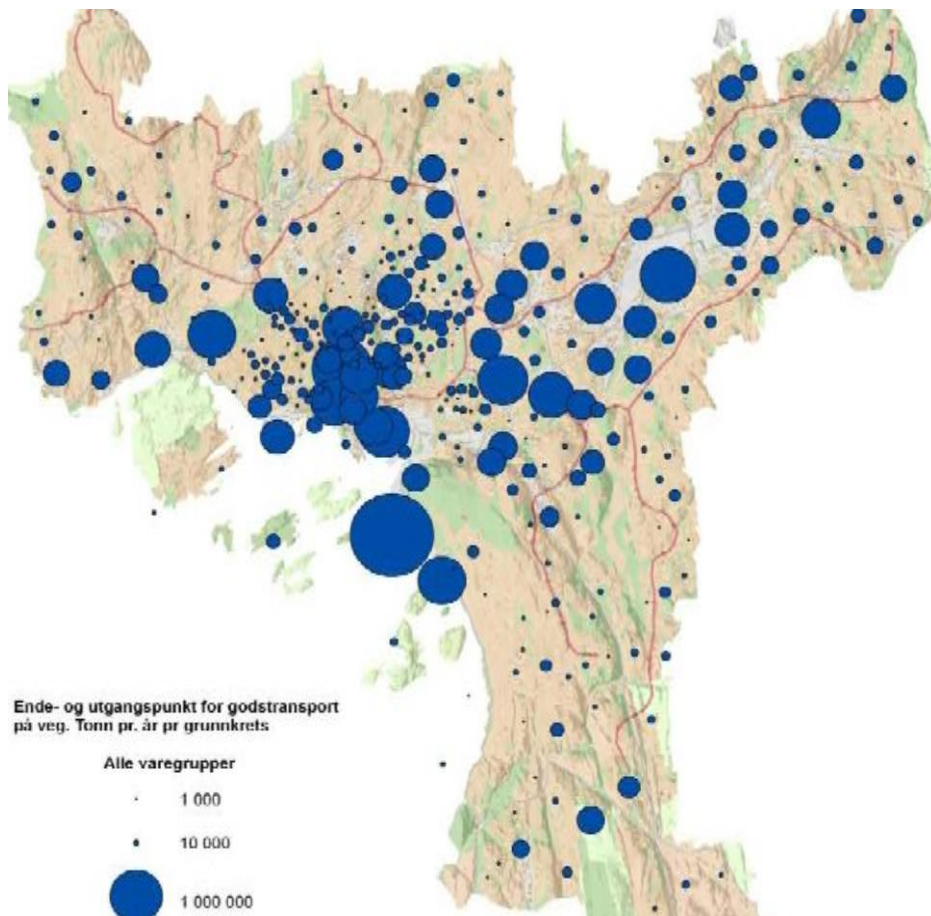 Ende- og utgangspunkt for godstransport
på veg. Tonn pr. år pr grunnkrets
Alle varegrupper
1 000
10 000
1 000 000